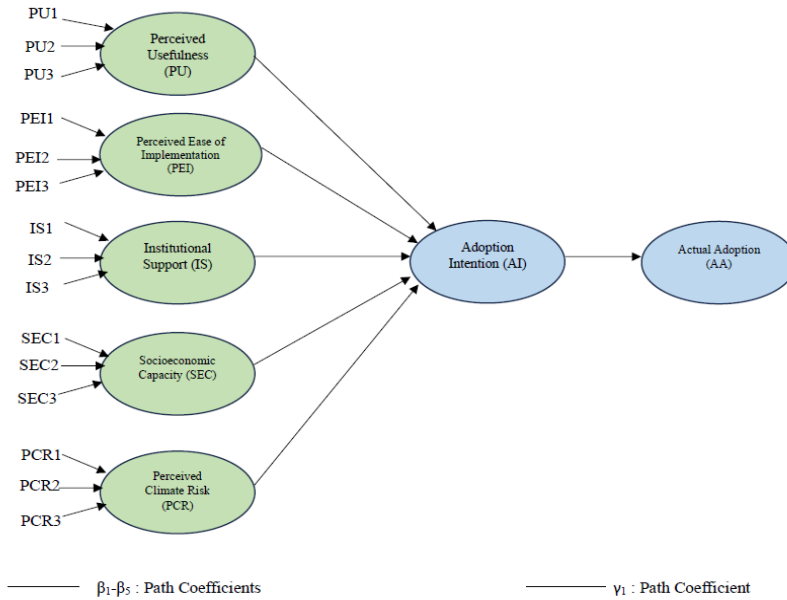 PU1
PU2
PU3
Perceived
Usefulness
(PU)
PEI1
PEI2
PEI3
Perceived Ease of
Implementation
(PEI)
IS1
IS2
IS3
Institutional
Support (IS)
Adoption
Intention (AI)
Actual Adoption
(AA)
SEC1
SEC2
SEC3
Socioeconomic
Capacity (SEC)
PCR1
PCR2
PCR3
Perceived
Climate Risk
(PCR)
β₁-β₅ : Path Coefficients
γ₁ : Path Coefficient